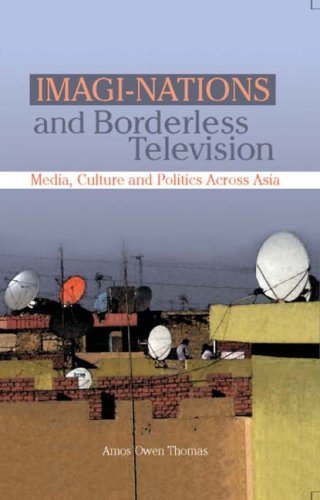 IMAGI-NATIONS
and Borderless
Television
Media, Culture and Politics Across Asia
Amos Owen Thomas